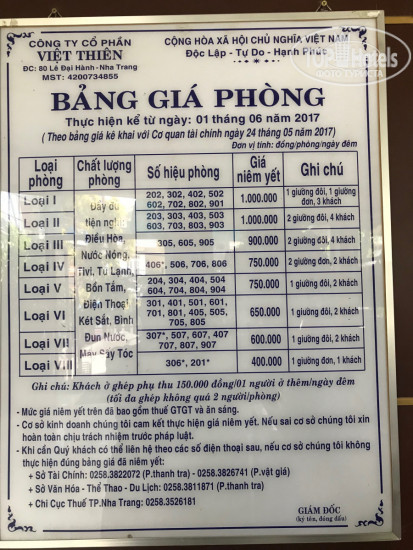 CÔNG TY CỔ PHẦN
VIỆT THIÊN
ĐC: 80 Lê Đại Hành - Nha Trang
MST: 4200734855
CỘNG HÒA XÃ HỘI CHỦ NGHĨA VIỆT NAM
Độc Lập - Tự Do - Hạnh Phúc
TopHotels
BẢNG GIÁ PHÒNG
Thực hiện kể từ ngày: 01 tháng 06 năm 2017
(Theo bảng giá kê khai với Cơ quan tài chính ngày 24 tháng 05 năm 2017)
Đơn vị tính: đồng/phòng/ngày đêm
Loại phòng Chất lượng phòng Số hiệu phòng Giá niêm yết Ghi chú
Loại I 202, 302, 402, 502 602, 702, 802, 901 1.000.000 1 giường đôi, 1 giường đơn, 3 khách
Loại II 203, 303, 403, 503 603, 703, 803, 903 1.000.000 2 giường đôi, 4 khách
Loại III 305, 605, 905 900.000 2 giường đôi, 4 khách
Loại IV 406*, 506, 706, 806 750.000 2 giường đơn, 2 khách
Loại V 204, 304, 404, 504 604, 704, 804, 904 750.000 1 giường đôi, 2 khách
Loại VI 301, 401, 501, 601, 701, 801, 405, 505, 705, 805 650.000 1 giường đôi, 2 khách
Loại VII 307*, 507, 607, 407 707, 807, 907 600.000 1 giường đôi, 2 khách
Loại VIII 306*, 201* 400.000 1 giường đơn, 1 khách
Đầy đủ
tiện nghi:
Điều Hòa,
Nước Nóng,
Tivi, Tủ Lạnh,
Bồn Tắm,
Điện Thoại
Két Sắt, Bình
Đun Nước,
Máy Sấy Tóc
Ghi chú: Khách ở ghép phụ thu 150.000 đồng/01 người ở thêm/ngày đêm
(tối đa ghép không quá 2 người/phòng)
- Mức giá niêm yết trên đã bao gồm thuế GTGT và ăn sáng.
- Cơ sở kinh doanh chúng tôi cam kết thực hiện giá niêm yết. Nếu sai cơ sở chúng tôi xin
hoàn toàn chịu trách nhiệm trước pháp luật.
- Khi cần Quý khách có thể liên hệ theo các số điện thoại sau, nếu cơ sở chúng tôi không
thực hiện đúng bảng giá đã niêm yết:
+ Sở Tài Chính: 0258.3822072 (P.thanh tra) - 0258.3826741 (P.vật giá)
+ Sở Văn Hóa - Thể Thao - Du Lịch: 0258.3811871 (P.thanh tra)
+ Chi Cục Thuế TP.Nha Trang: 0258.3526181
GIÁM ĐỐC
(ký tên, đóng dấu)